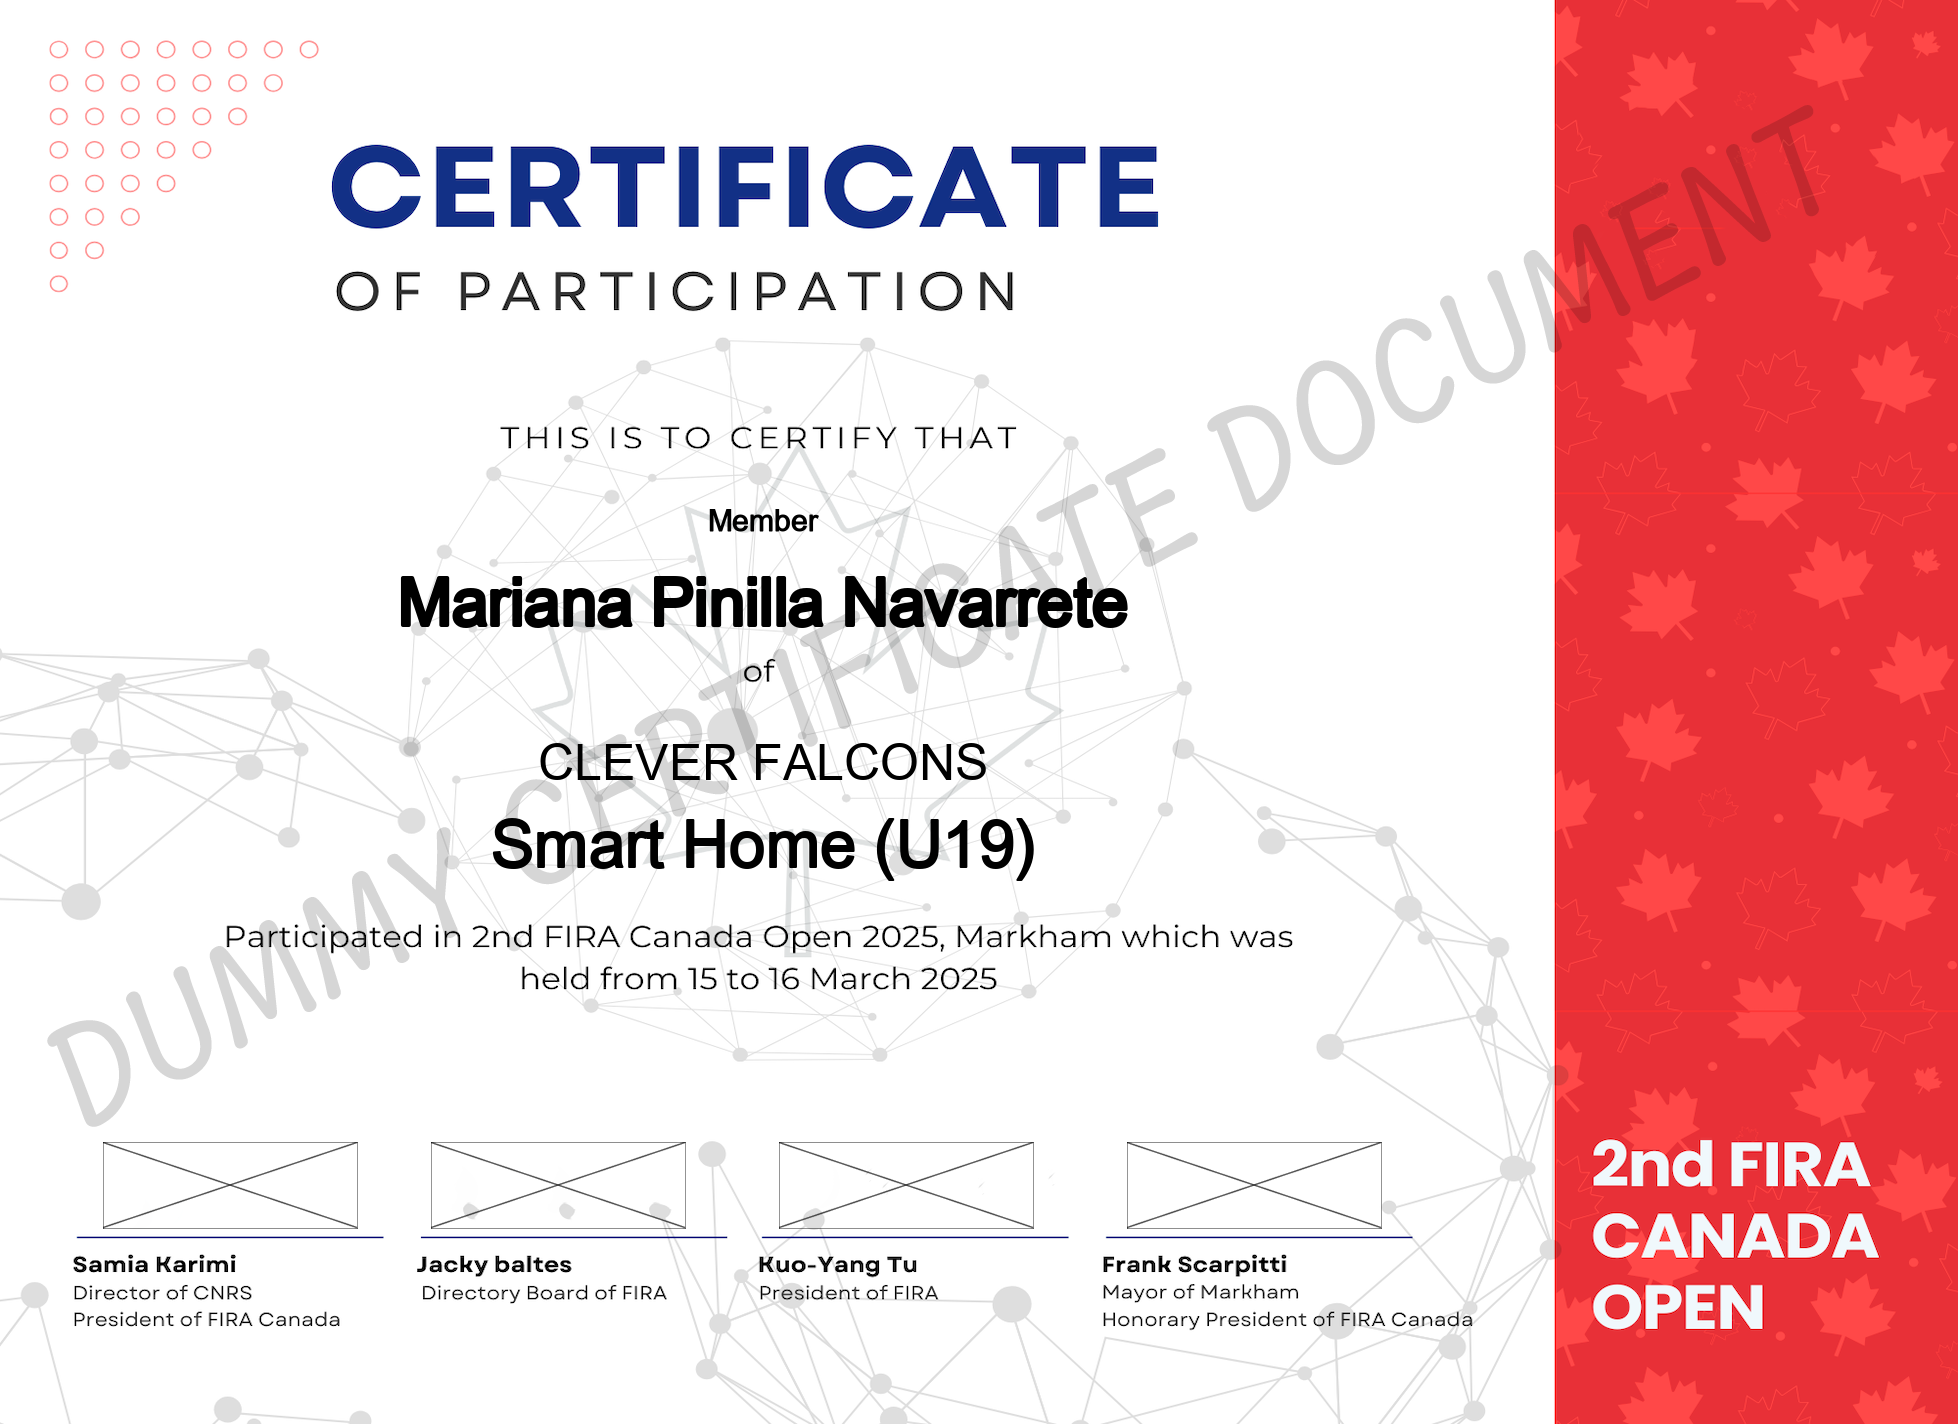 CERTIFICATE
OF PARTICIPATION
THIS IS TO CERTIFY THAT
Member
Mariana Pinilla Navarrete
of
CLEVER FALCONS
Smart Home (U19)
Participated in 2nd FIRA Canada Open 2025, Markham which was
held from 15 to 16 March 2025
DUMMY CERTIFICATE DOCUMENT
Samia Karimi
Director of CNRS
President of FIRA Canada
Jacky baltes
Directory Board of FIRA
Kuo-Yang Tu
President of FIRA
Frank Scarpitti
Mayor of Markham
Honorary President of FIRA Canada
2nd FIRA
CANADA
OPEN